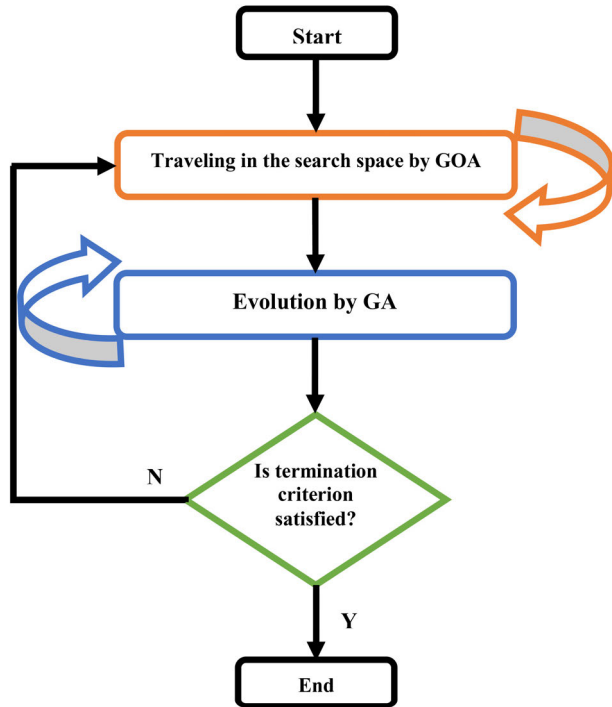 Start
Traveling in the search space by GOA
Evolution by GA
Is termination
criterion
satisfied?
N
Y
End